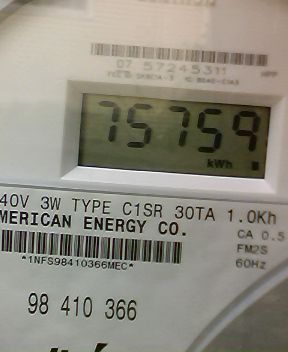 07 57245311
75759
kWh
40V 3W TYPE C1SR 30TA 1.0Kh
MERICAN ENERGY CO.
CA 0.5
FM2S
60Hz
*1NFS98410366MEC*
98 410 366